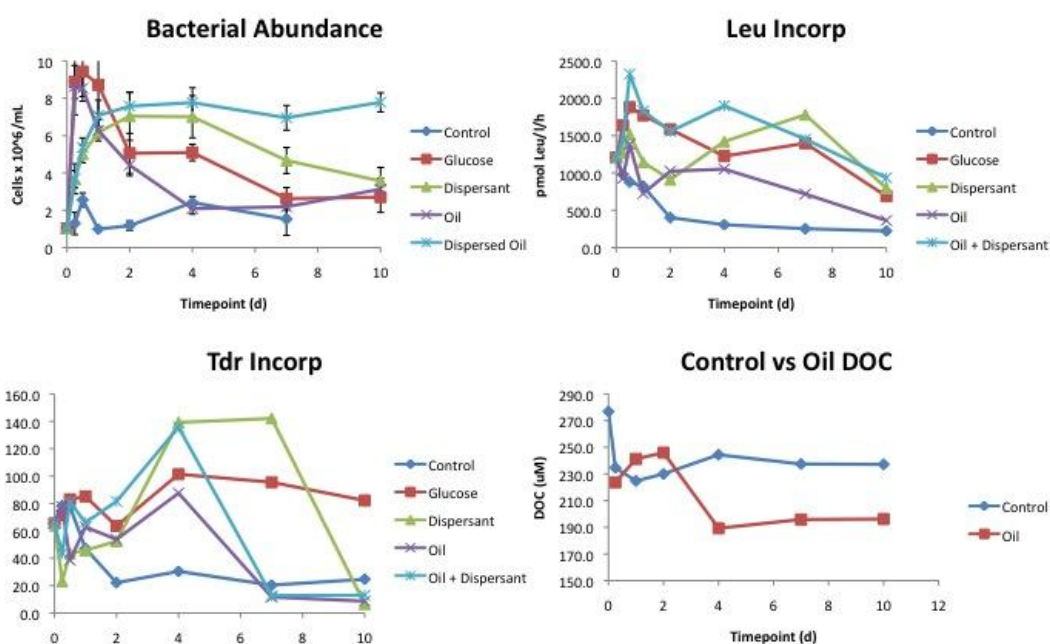 Bacterial Abundance
10
8
6
4
2
0
Cells x 10^6 /mL
0 2 4 6 8 10
Timepoint (d)
Control
Glucose
Dispersant
Oil
Dispersed Oil
Leu Incorp
2500.0
2000.0
1500.0
1000.0
500.0
0.0
pmol Leu/l/h
0 2 4 6 8 10
Timepoint (d)
Control
Glucose
Dispersant
Oil
Oil + Dispersant
Tdr Incorp
160.0
140.0
120.0
100.0
80.0
60.0
40.0
20.0
0.0
0 2 4 6 8 10
Control
Glucose
Dispersant
Oil
Oil + Dispersant
Control vs Oil DOC
290.0
270.0
250.0
230.0
210.0
190.0
170.0
150.0
DOC (uM)
0 2 4 6 8 10 12
Timepoint (d)
Control
Oil